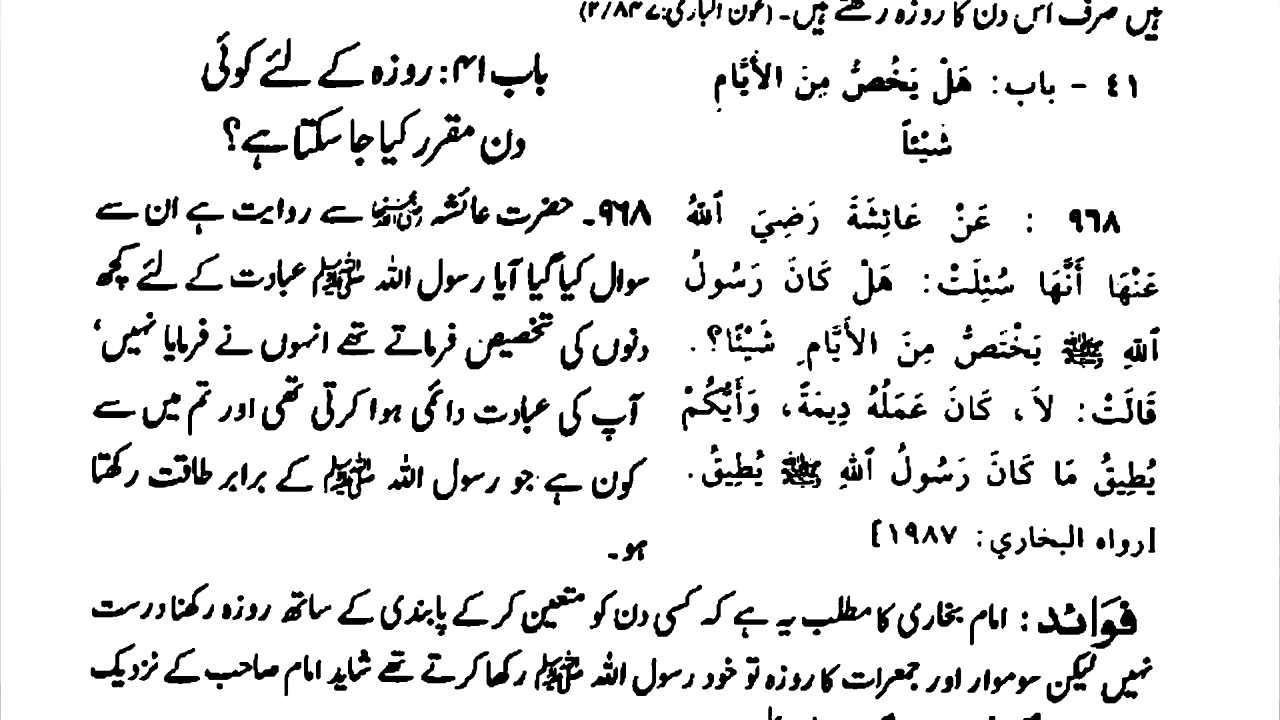 ہیں صرف اس دن کا روزہ رکھتے ہیں۔ (عون الباری: ۲/۸۴۷)
٤١ - باب: هَلْ يَخُصُّ مِنَ الأَيَّامِ
شَيْئاً
٩٦٨ : عَنْ عَائِشَةَ رَضِيَ ٱللهُ
عَنْهَا أَنَّهَا سُئِلَتْ: هَلْ كَانَ رَسُولُ
ٱللهِ ﷺ يَخْتَصُّ مِنَ الأَيَّامِ شَيْئًا؟.
قَالَتْ: لاَ، كَانَ عَمَلُهُ دِيمَةً، وَأَيُّكُمْ
يُطِيقُ مَا كَانَ رَسُولُ ٱللهِ ﷺ يُطِيقُ.
[رواه البخاري: ١٩٨٧]
باب ۴۱: روزہ کے لئے کوئی
دن مقرر کیا جا سکتا ہے؟
۹۶۸۔ حضرت عائشہ رضی اللہ عنہا سے روایت ہے ان سے
سوال کیا گیا آیا رسول اللہ ﷺ عبادت کے لئے کچھ
دنوں کی تخصیص فرماتے تھے انہوں نے فرمایا نہیں‘
آپ کی عبادت دائمی ہوا کرتی تھی اور تم میں سے
کون ہے جو رسول اللہ ﷺ کے برابر طاقت رکھتا
ہو۔
فوَائد: امام بخاری کا مطلب یہ ہے کہ کسی دن کو متعین کر کے پابندی کے ساتھ روزہ رکھنا درست
نہیں لیکن سوموار اور جمعرات کا روزہ تو خود رسول اللہ ﷺ رکھا کرتے تھے شاید امام صاحب کے نزدیک